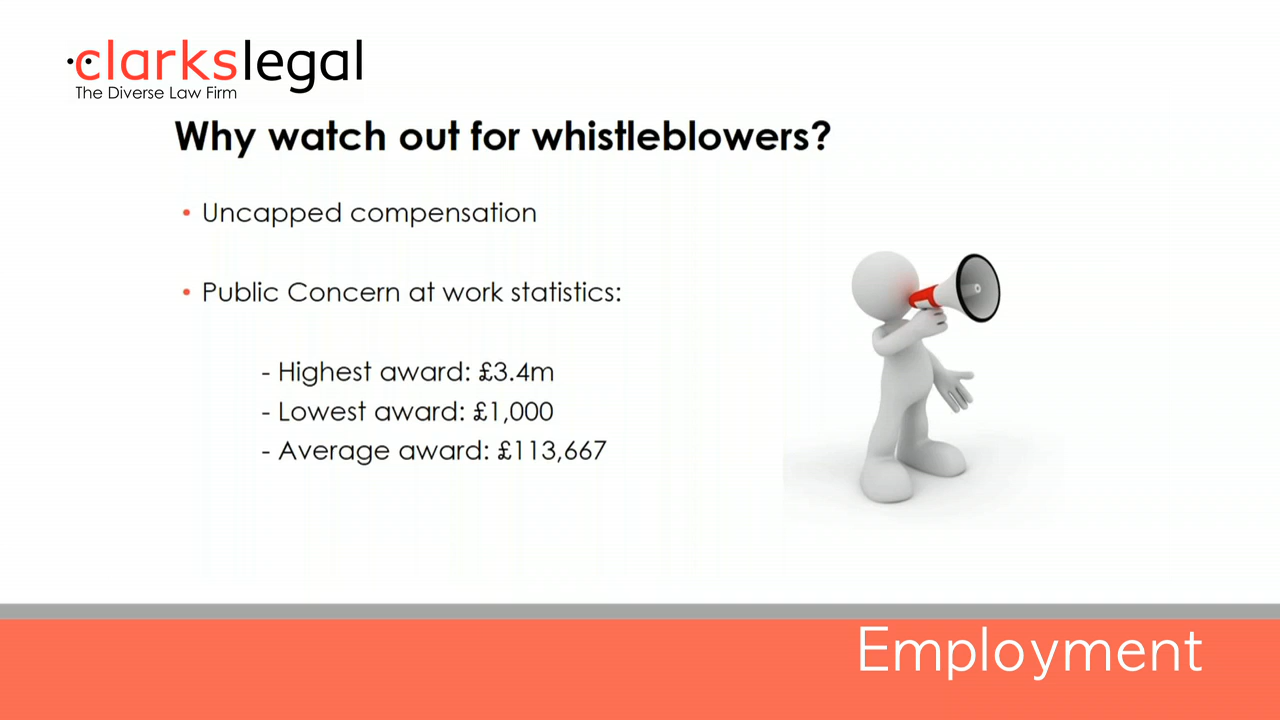 clarkslegal
The Diverse Law Firm
Why watch out for whistleblowers?
• Uncapped compensation
• Public Concern at work statistics:
- Highest award: £3.4m
- Lowest award: £1,000
- Average award: £113,667
Employment